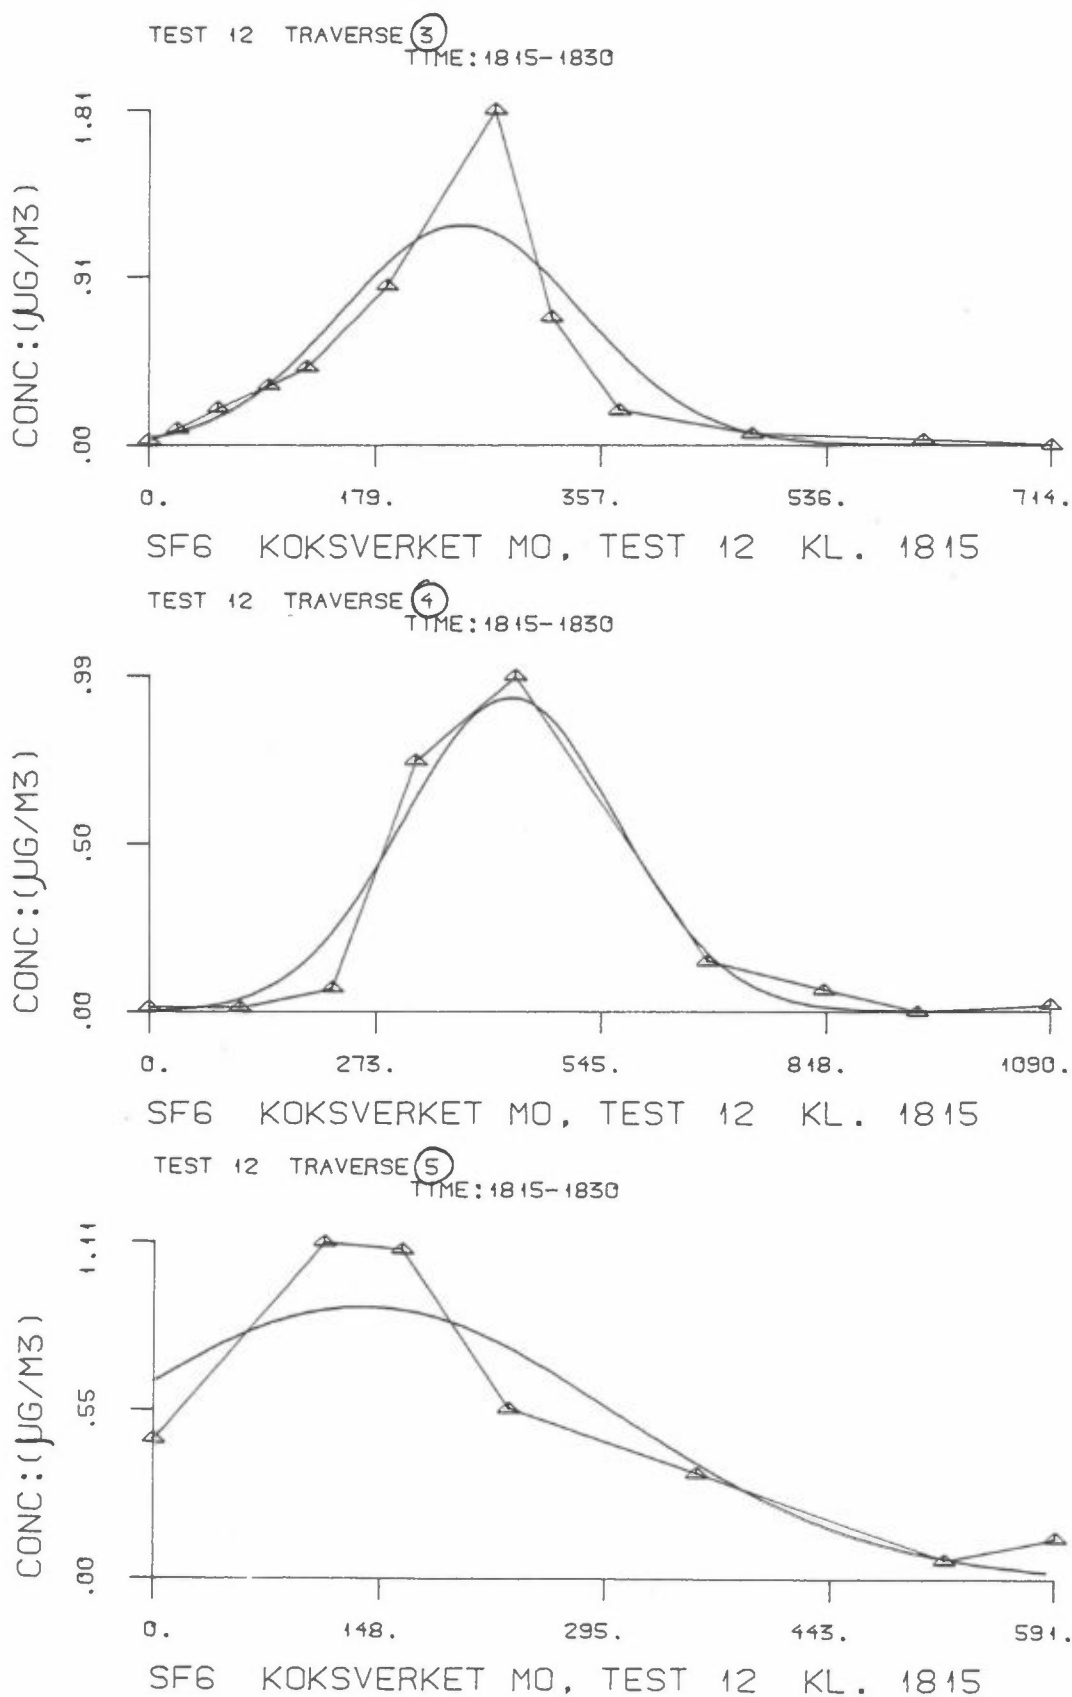 TEST 12 TRAVERSE 3
TIME:1815-1830
1.81
.91
.00
CONC:(µG/M3)
0. 179. 357. 536. 714.
SF6 KOKSVERKET MO, TEST 12 KL. 1815
TEST 12 TRAVERSE 4
TIME:1815-1830
.99
.50
.00
CONC:(µG/M3)
0. 273. 545. 818. 1090.
SF6 KOKSVERKET MO, TEST 12 KL. 1815
TEST 12 TRAVERSE 5
TIME:1815-1830
1.11
.55
.00
CONC:(µG/M3)
0. 148. 295. 443. 591.
SF6 KOKSVERKET MO, TEST 12 KL. 1815